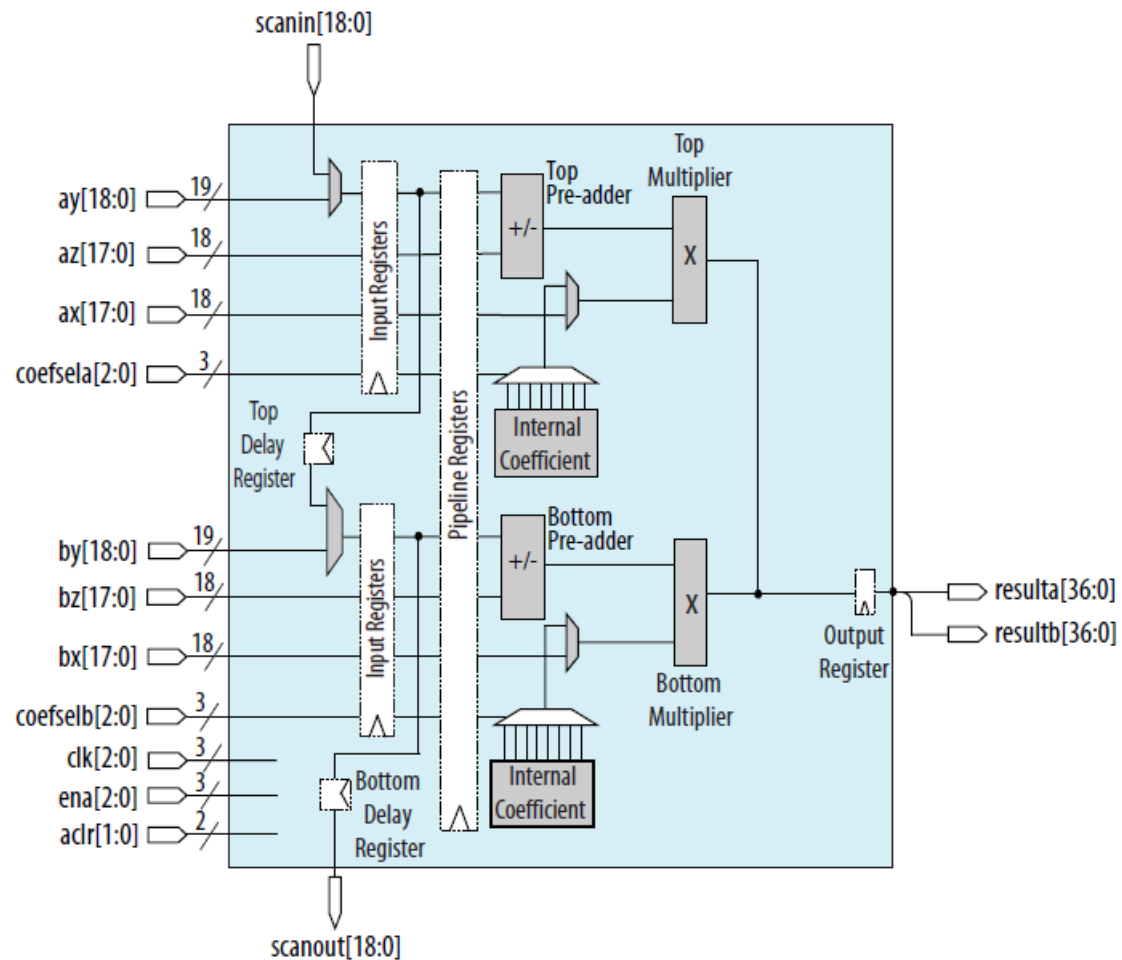 scanin[18:0]
Top
Multiplier
Top
Pre-adder
ay[18:0]
19
+/-
X
az[17:0]
18
Input Registers
ax[17:0]
18
coefsela[2:0]
3
Top
Delay
Register
Internal
Coefficient
Pipeline Registers
Bottom
Pre-adder
by[18:0]
19
+/-
X
bz[17:0]
18
resulta[36:0]
resultb[36:0]
Output
Register
Input Registers
bx[17:0]
18
Bottom
Multiplier
coefselb[2:0]
3
clk[2:0]
3
ena[2:0]
3
aclr[1:0]
2
Bottom
Delay
Register
Internal
Coefficient
scanout[18:0]